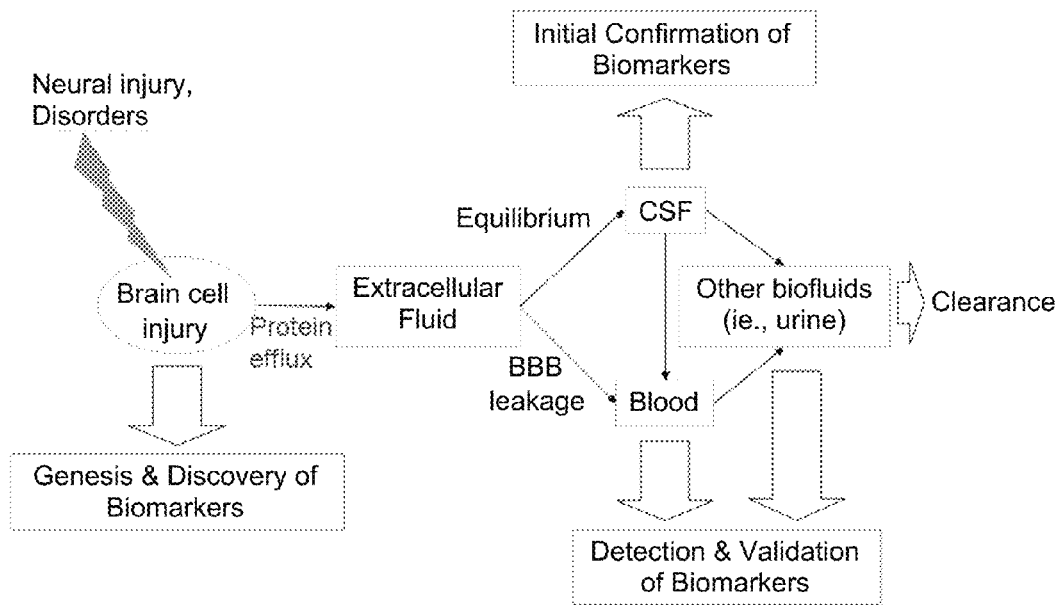 Initial Confirmation of
Biomarkers
Neural injury,
Disorders
Equilibrium
CSF
Brain cell
injury
Protein
efflux
Extracellular
Fluid
Other biofluids
(ie., urine)
Clearance
BBB
leakage
Blood
Genesis & Discovery of
Biomarkers
Detection & Validation
of Biomarkers